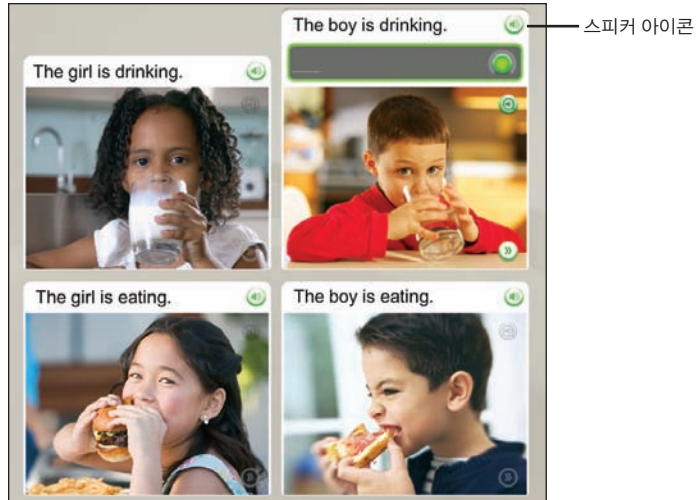 The boy is drinking.
스피커 아이콘
The girl is drinking.
The girl is eating.
The boy is eating.